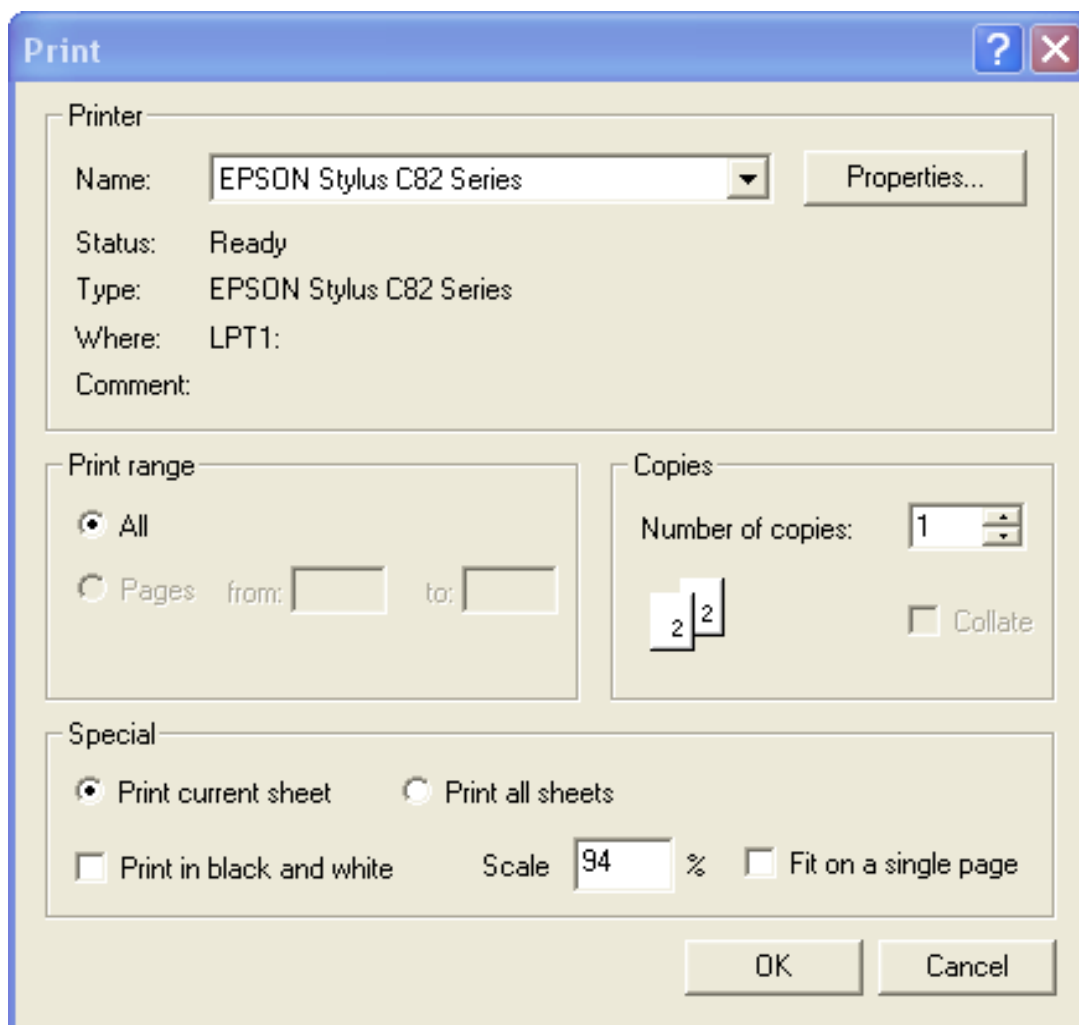 Print
Printer
Name: EPSON Stylus C82 Series Properties...
Status: Ready
Type: EPSON Stylus C82 Series
Where: LPT1:
Comment:
Print range
All
Pages from: to:
Copies
Number of copies: 1
2 2
Collate
Special
Print current sheet Print all sheets
Print in black and white Scale 94 % Fit on a single page
OK Cancel